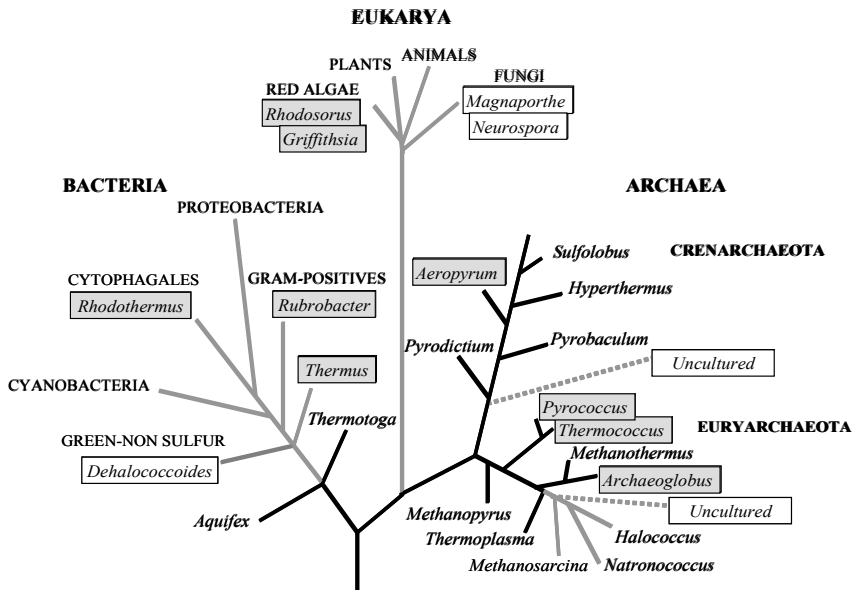 EUKARYA
PLANTS
ANIMALS
RED ALGAE
Rhodosorus
Griffithsia
FUNGI
Magnaporthe
Neurospora
BACTERIA
PROTEOBACTERIA
CYTOPHAGALES
Rhodothermus
GRAM-POSITIVES
Rubrobacter
CYANOBACTERIA
Thermus
GREEN-NON SULFUR
Dehalococcoides
Thermotoga
Aquifex
ARCHAEA
Sulfolobus
CRENARCHAEOTA
Aeropyrum
Hyperthermus
Pyrodictium
Pyrobaculum
Uncultured
Pyrococcus
Thermococcus
EURYARCHAEOTA
Methanothermus
Archaeoglobus
Uncultured
Methanopyrus
Thermoplasma
Methanosarcina
Halococcus
Natronococcus